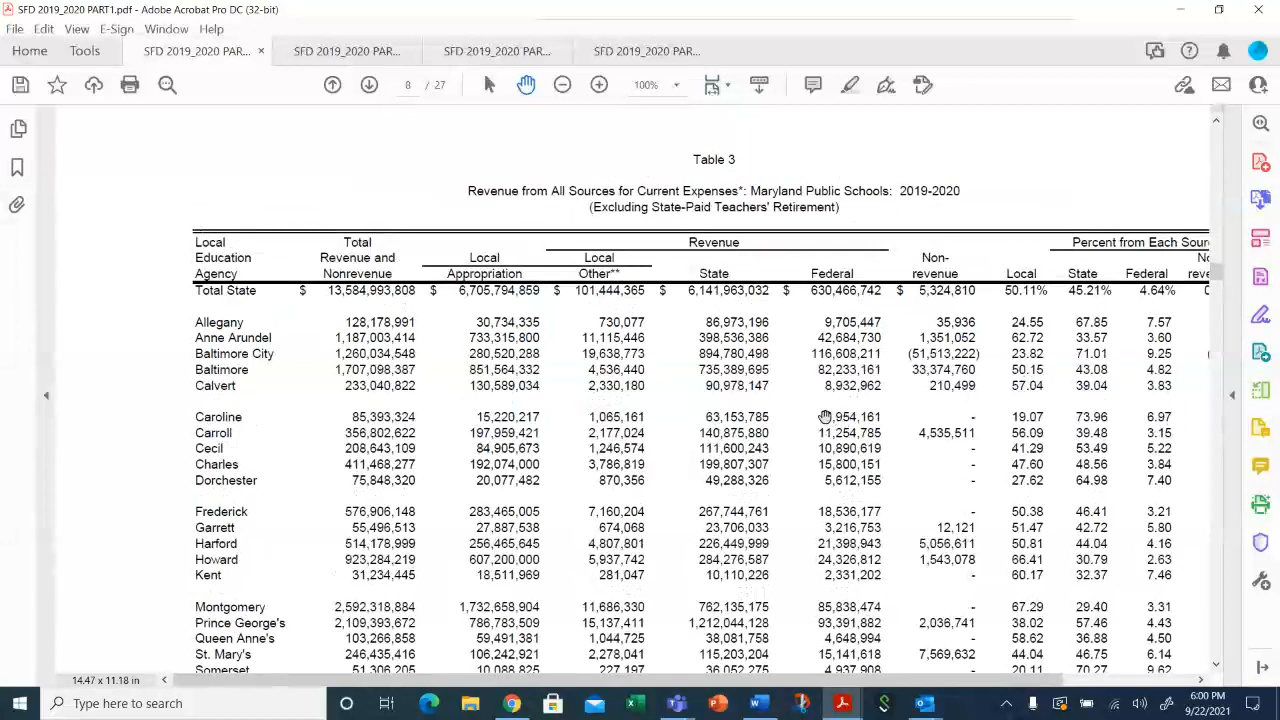 SFD 2019_2020 PART1.pdf - Adobe Acrobat Pro DC (32-bit)
File Edit View E-Sign Window Help
Home Tools SFD 2019_2020 PAR... × SFD 2019_2020 PAR... SFD 2019_2020 PAR... SFD 2019_2020 PAR...
8 / 27 100%
Table 3
Revenue from All Sources for Current Expenses*: Maryland Public Schools: 2019-2020
(Excluding State-Paid Teachers' Retirement)
Local Total Revenue Percent from Each Sour
Education Revenue and Local Local Non-
Agency Nonrevenue Appropriation Other** State Federal revenue Local State Federal
Total State $ 13,584,993,808 $ 6,705,794,859 $ 101,444,365 $ 6,141,963,032 $ 630,466,742 $ 5,324,810 50.11% 45.21% 4.64%
Allegany 128,178,991 30,734,335 730,077 86,973,196 9,705,447 35,936 24.55 67.85 7.57
Anne Arundel 1,187,003,414 733,315,800 11,115,446 398,536,386 42,684,730 1,351,052 62.72 33.57 3.60
Baltimore City 1,260,034,548 280,520,288 19,638,773 894,780,498 116,608,211 (51,513,222) 23.82 71.01 9.25
Baltimore 1,707,098,387 851,564,332 4,536,440 735,389,695 82,233,161 33,374,760 50.15 43.08 4.82
Calvert 233,040,822 130,589,034 2,330,180 90,978,147 8,932,962 210,499 57.04 39.04 3.83
Caroline 85,393,324 15,220,217 1,065,161 63,153,785 ,954,161 - 19.07 73.96 6.97
Carroll 356,802,622 197,959,421 2,177,024 140,875,880 11,254,785 4,535,511 56.09 39.48 3.15
Cecil 208,643,109 84,905,673 1,246,574 111,600,243 10,890,619 - 41.29 53.49 5.22
Charles 411,468,277 192,074,000 3,786,819 199,807,307 15,800,151 - 47.60 48.56 3.84
Dorchester 75,848,320 20,077,482 870,356 49,288,326 5,612,155 - 27.62 64.98 7.40
Frederick 576,906,148 283,465,005 7,160,204 267,744,761 18,536,177 - 50.38 46.41 3.21
Garrett 55,496,513 27,887,538 674,068 23,706,033 3,216,753 12,121 51.47 42.72 5.80
Harford 514,178,999 256,465,645 4,807,801 226,449,999 21,398,943 5,056,611 50.81 44.04 4.16
Howard 923,284,219 607,200,000 5,937,742 284,276,587 24,326,812 1,543,078 66.41 30.79 2.63
Kent 31,234,445 18,511,969 281,047 10,110,226 2,331,202 - 60.17 32.37 7.46
Montgomery 2,592,318,884 1,732,658,904 11,686,330 762,135,175 85,838,474 - 67.29 29.40 3.31
Prince George's 2,109,393,672 786,783,509 15,137,411 1,212,044,128 93,391,882 2,036,741 38.02 57.46 4.43
Queen Anne's 103,266,858 59,491,381 1,044,725 38,081,758 4,648,994 - 58.62 36.88 4.50
St. Mary's 246,435,416 106,242,921 2,278,041 115,203,204 15,141,618 7,569,632 44.04 46.75 6.14
Somerset 51,306,205 10,088,825 227,197 36,052,275 4,937,908 - 20.11 70.27 9.62
14.47 x 11.18 in
Type here to search
6:00 PM
9/22/2021